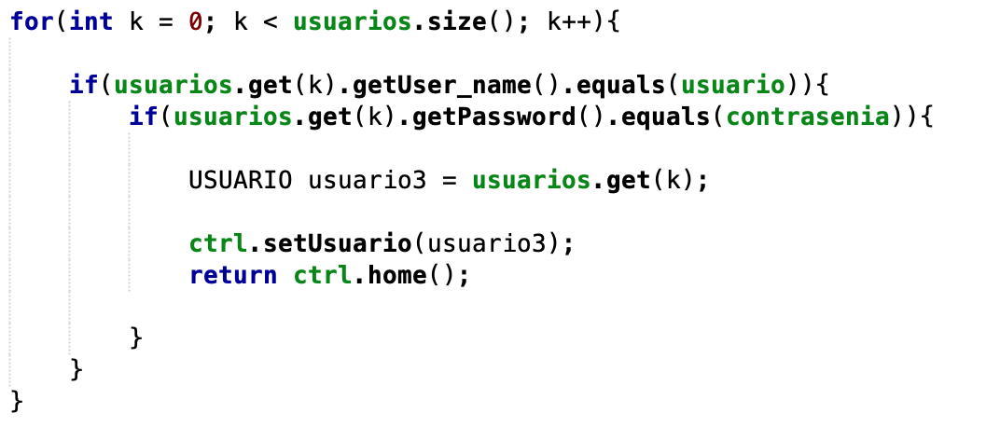 for(int k = 0; k < usuarios.size(); k++){
if(usuarios.get(k).getUser_name().equals(usuario)){
if(usuarios.get(k).getPassword().equals(contrasenia)){
USUARIO usuario3 = usuarios.get(k);
ctrl.setUsuario(usuario3);
return ctrl.home();
}
}
}